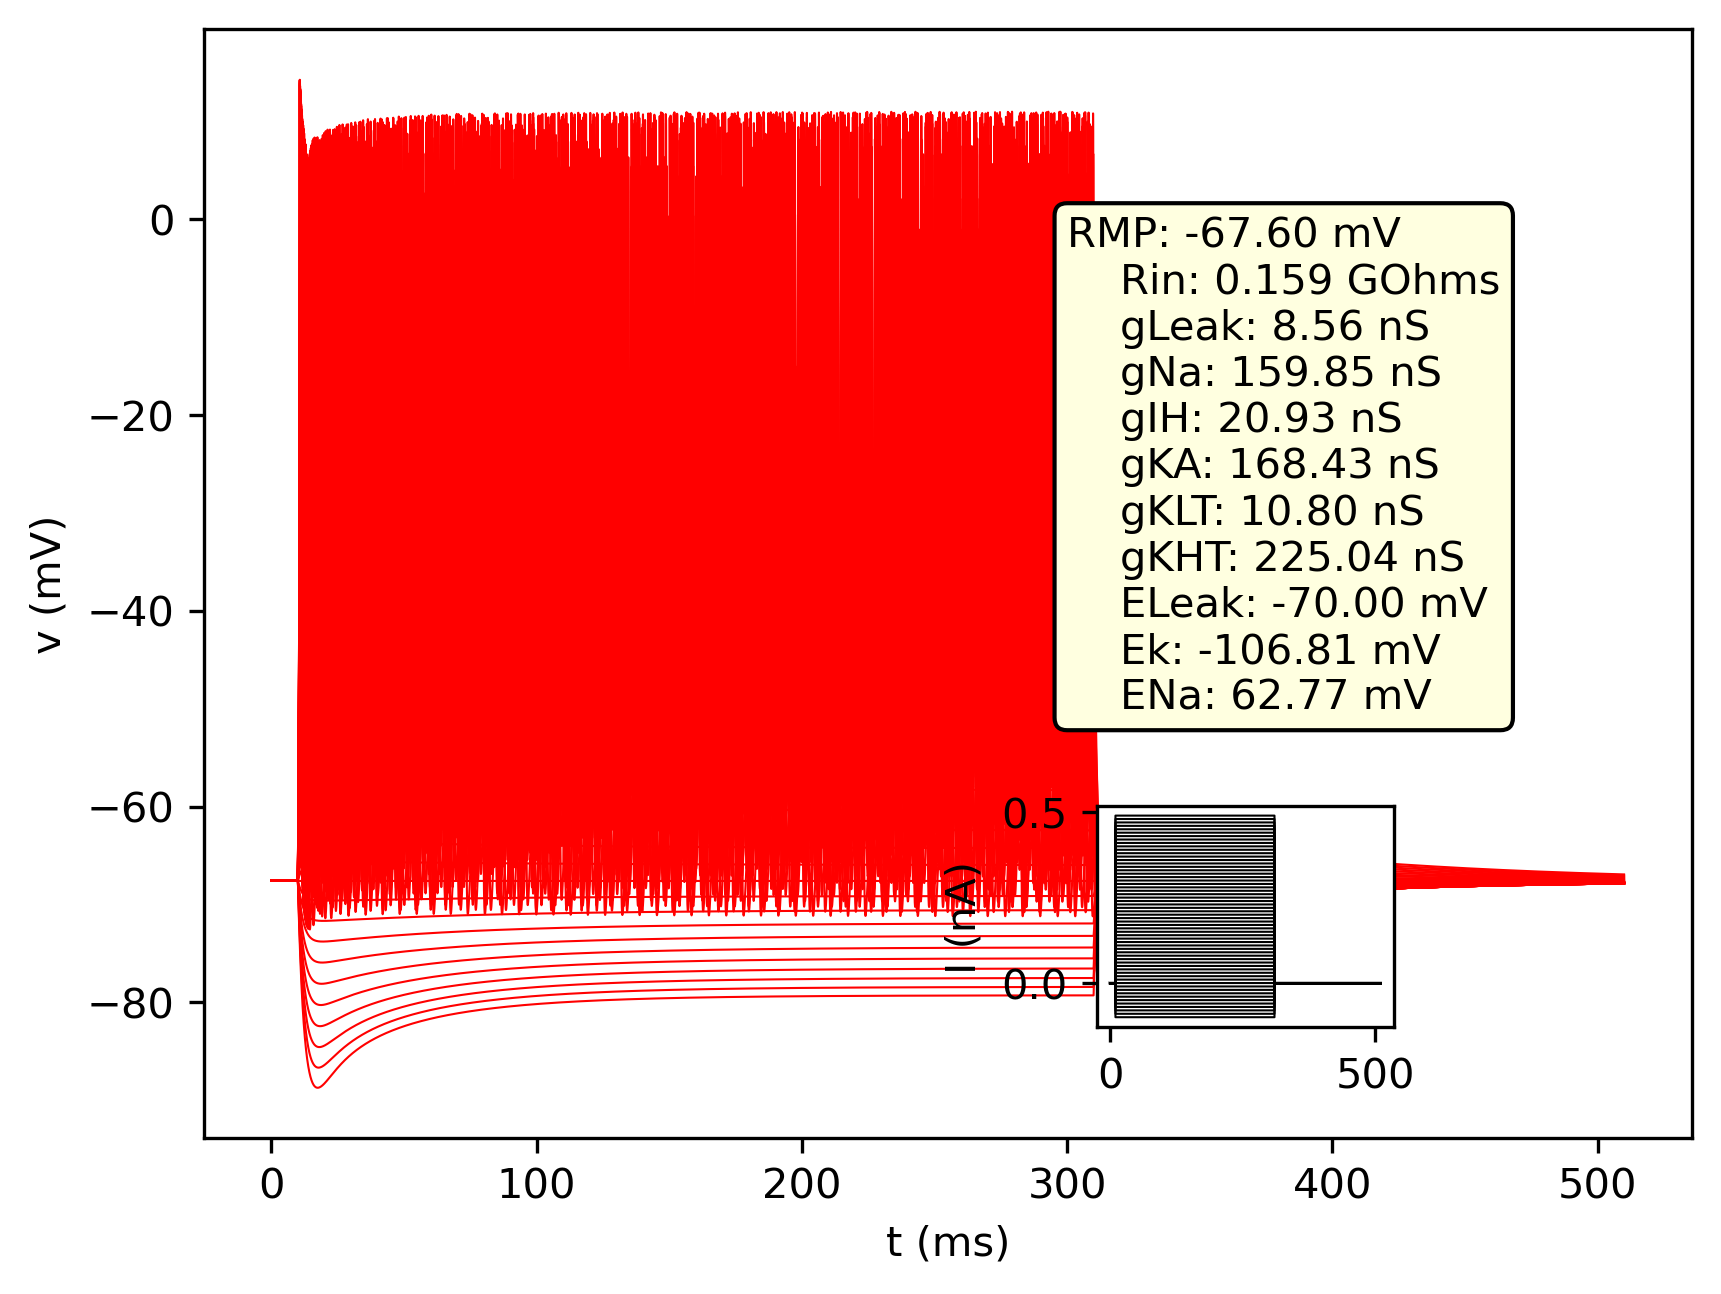 0
−20
−40
−60
−80
v (mV)
RMP: -67.60 mV
Rin: 0.159 GOhms
gLeak: 8.56 nS
gNa: 159.85 nS
gIH: 20.93 nS
gKA: 168.43 nS
gKLT: 10.80 nS
gKHT: 225.04 nS
ELeak: -70.00 mV
Ek: -106.81 mV
ENa: 62.77 mV
0.5
0.0
I (nA)
0 500
0 100 200 300 400 500
t (ms)